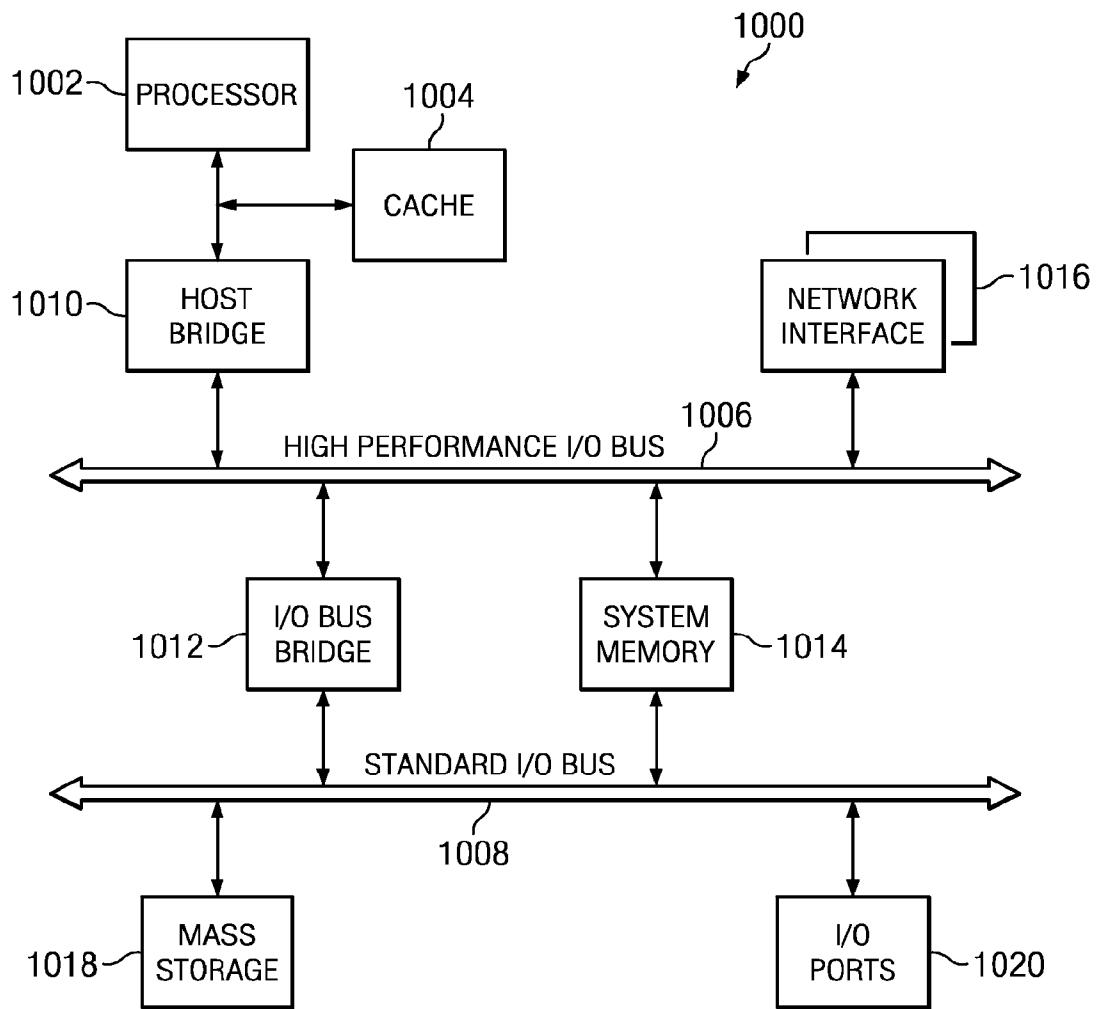 1000
1002
PROCESSOR
1004
CACHE
1010
HOST
BRIDGE
NETWORK
INTERFACE
1016
1006
HIGH PERFORMANCE I/O BUS
1012
I/O BUS
BRIDGE
SYSTEM
MEMORY
1014
STANDARD I/O BUS
1008
1018
MASS
STORAGE
I/O
PORTS
1020